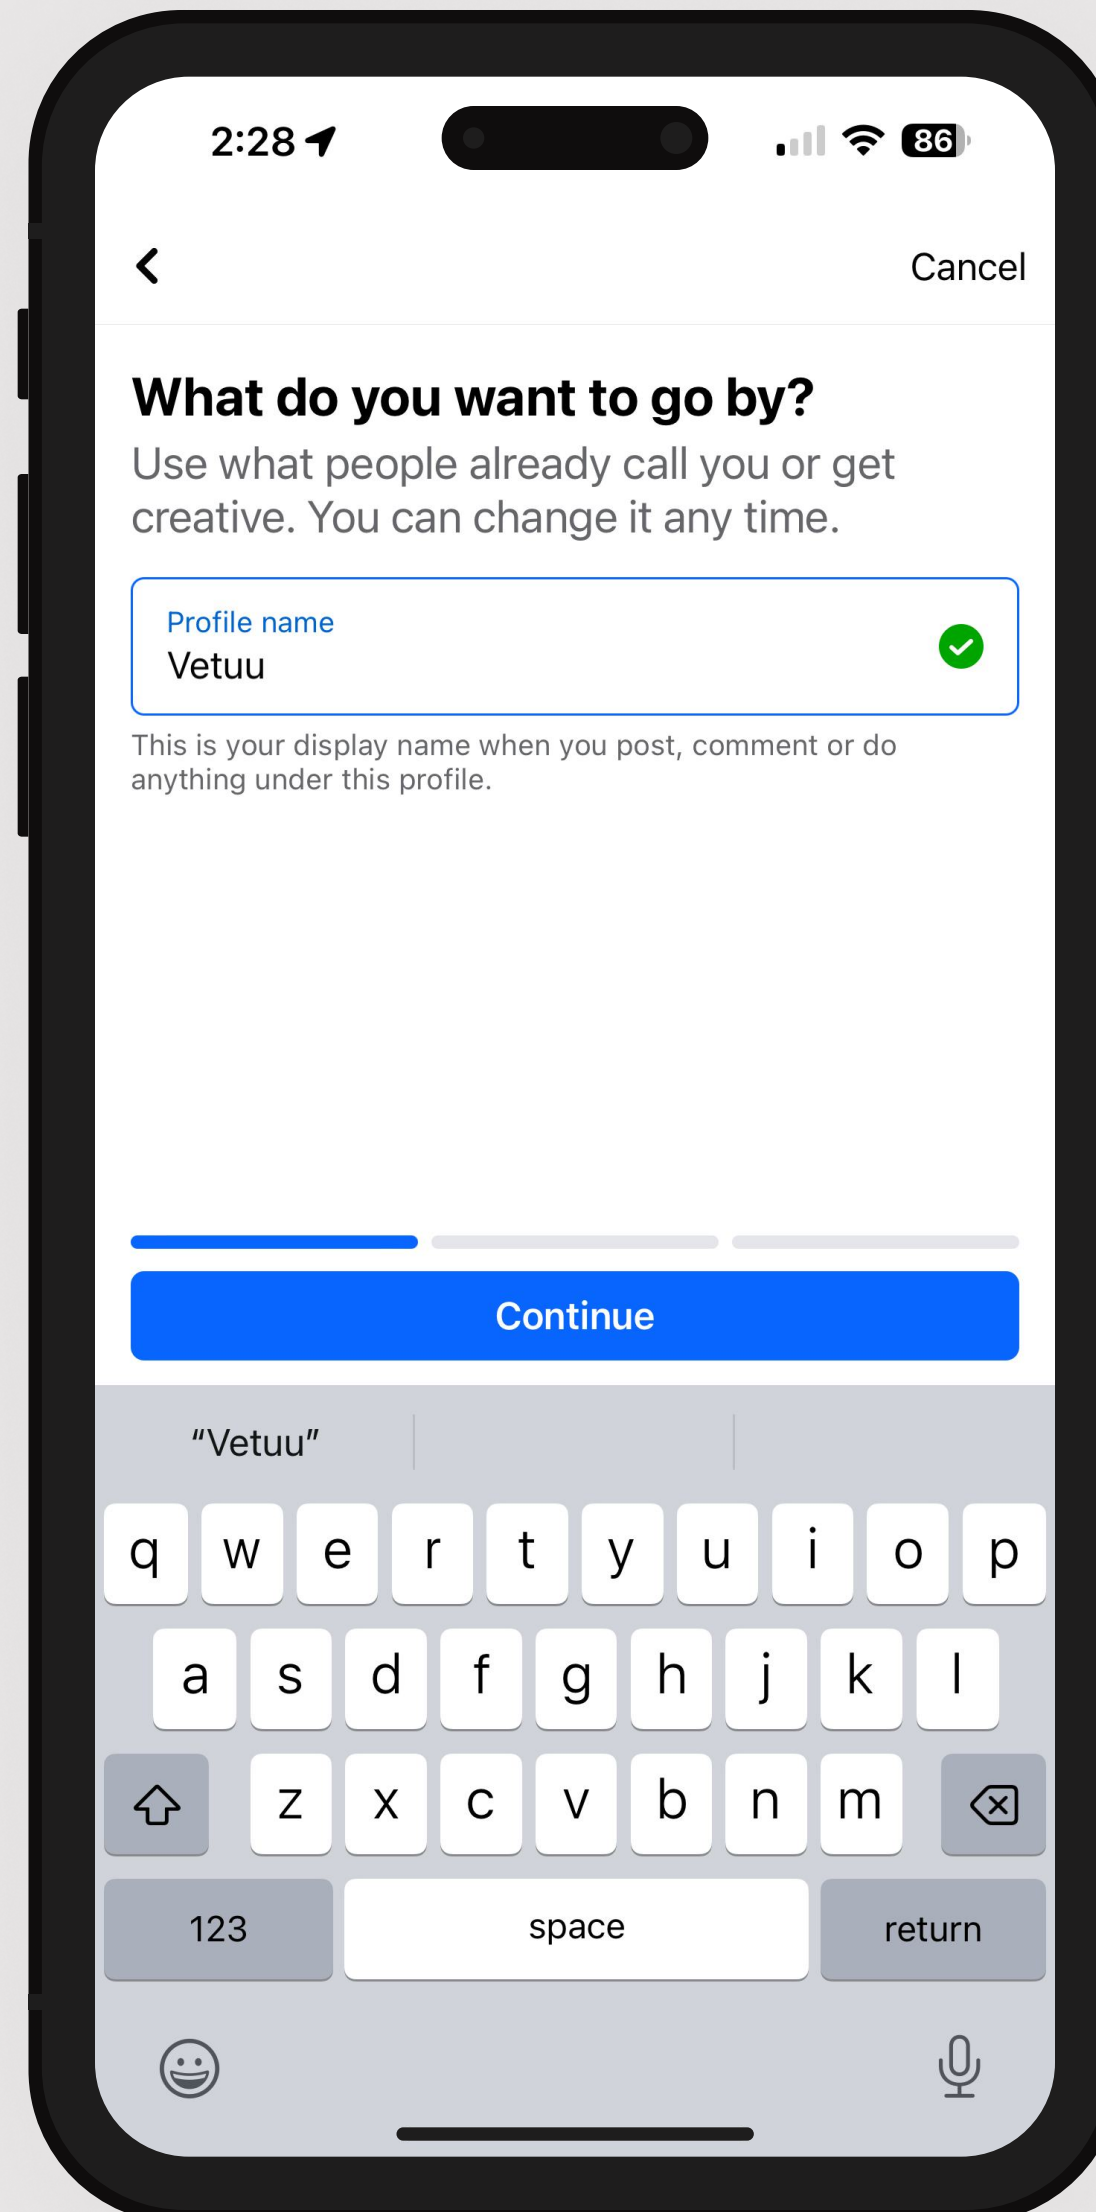 2:28
86
Cancel
What do you want to go by?
Use what people already call you or get
creative. You can change it any time.
Profile name
Vetuu
This is your display name when you post, comment or do
anything under this profile.
Continue
“Vetuu”
q w e r t y u i o p
a s d f g h j k l
z x c v b n m
123 space return